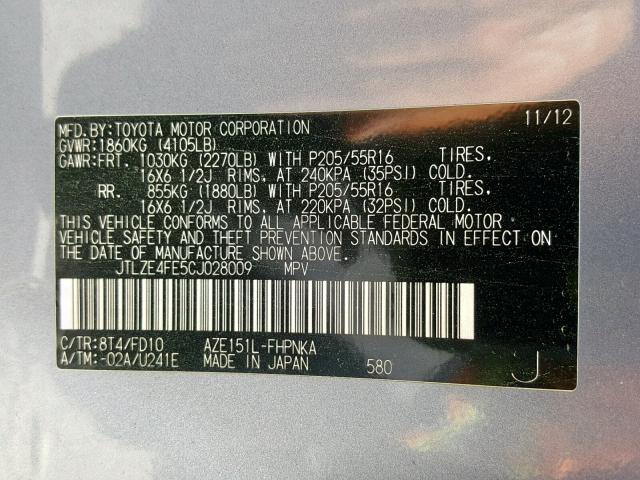 11/12
MFD.BY:TOYOTA MOTOR CORPORATION
GVWR:1860KG (4105LB)
GAWR:FRT. 1030KG (2270LB) WITH P205/55R16 TIRES.
16X6 1/2J RIMS. AT 240KPA (35PSI) COLD.
RR. 855KG (1880LB) WITH P205/55R16 TIRES.
16X6 1/2J RIMS. AT 220KPA (32PSI) COLD.
THIS VEHICLE CONFORMS TO ALL APPLICABLE FEDERAL MOTOR
VEHICLE SAFETY AND THEFT PREVENTION STANDARDS IN EFFECT ON
THE DATE OF MANUFACTURE SHOWN ABOVE.
JTLZE4FE5CJ028009 MPV
C/TR:8T4/FD10 AZE151L-FHPNKA
A/TM:-02A/U241E MADE IN JAPAN 580 J